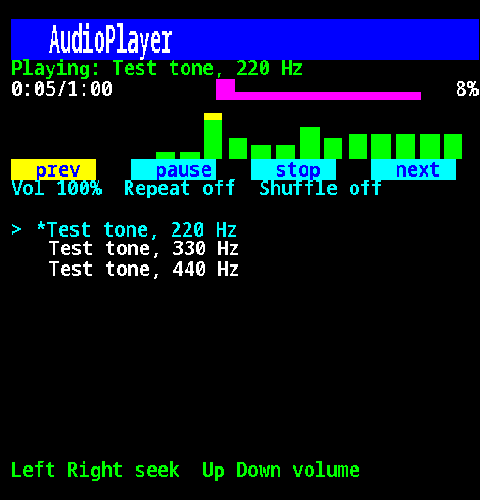 AudioPlayer
Playing: Test tone, 220 Hz
0:05/1:00 8%
prev pause stop next
Vol 100% Repeat off Shuffle off
> *Test tone, 220 Hz
Test tone, 330 Hz
Test tone, 440 Hz
Left Right seek Up Down volume